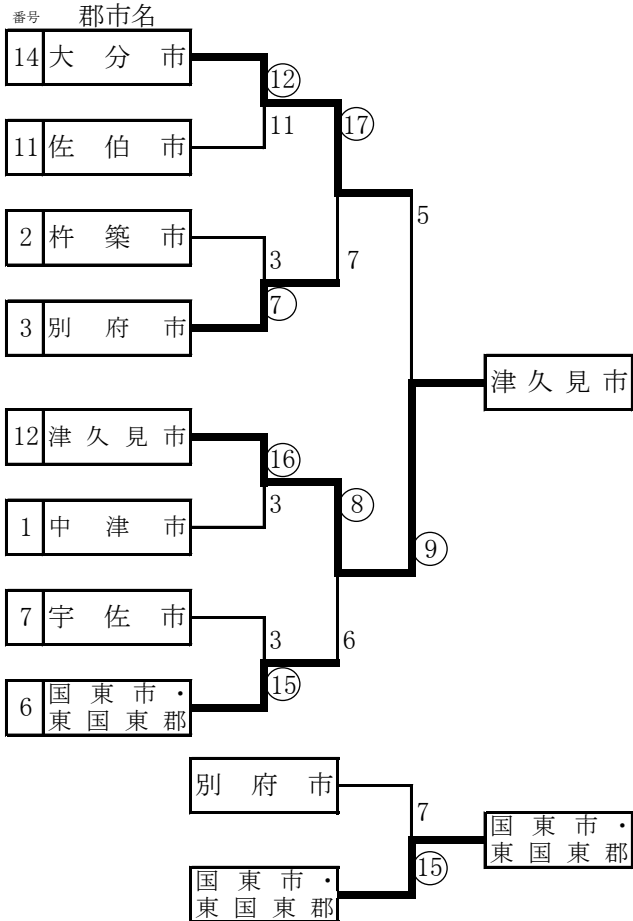 番号 郡市名
14 大分市
⑫
11
⑰
11 佐伯市
5
2 杵築市
3
7
⑦
3 別府市
津久見市
12 津久見市
⑯
3
⑧
1 中津市
⑨
7 宇佐市
3
6
⑮
6 国東市・
東国東郡
別府市
7
国東市・
東国東郡
⑮
国東市・
東国東郡